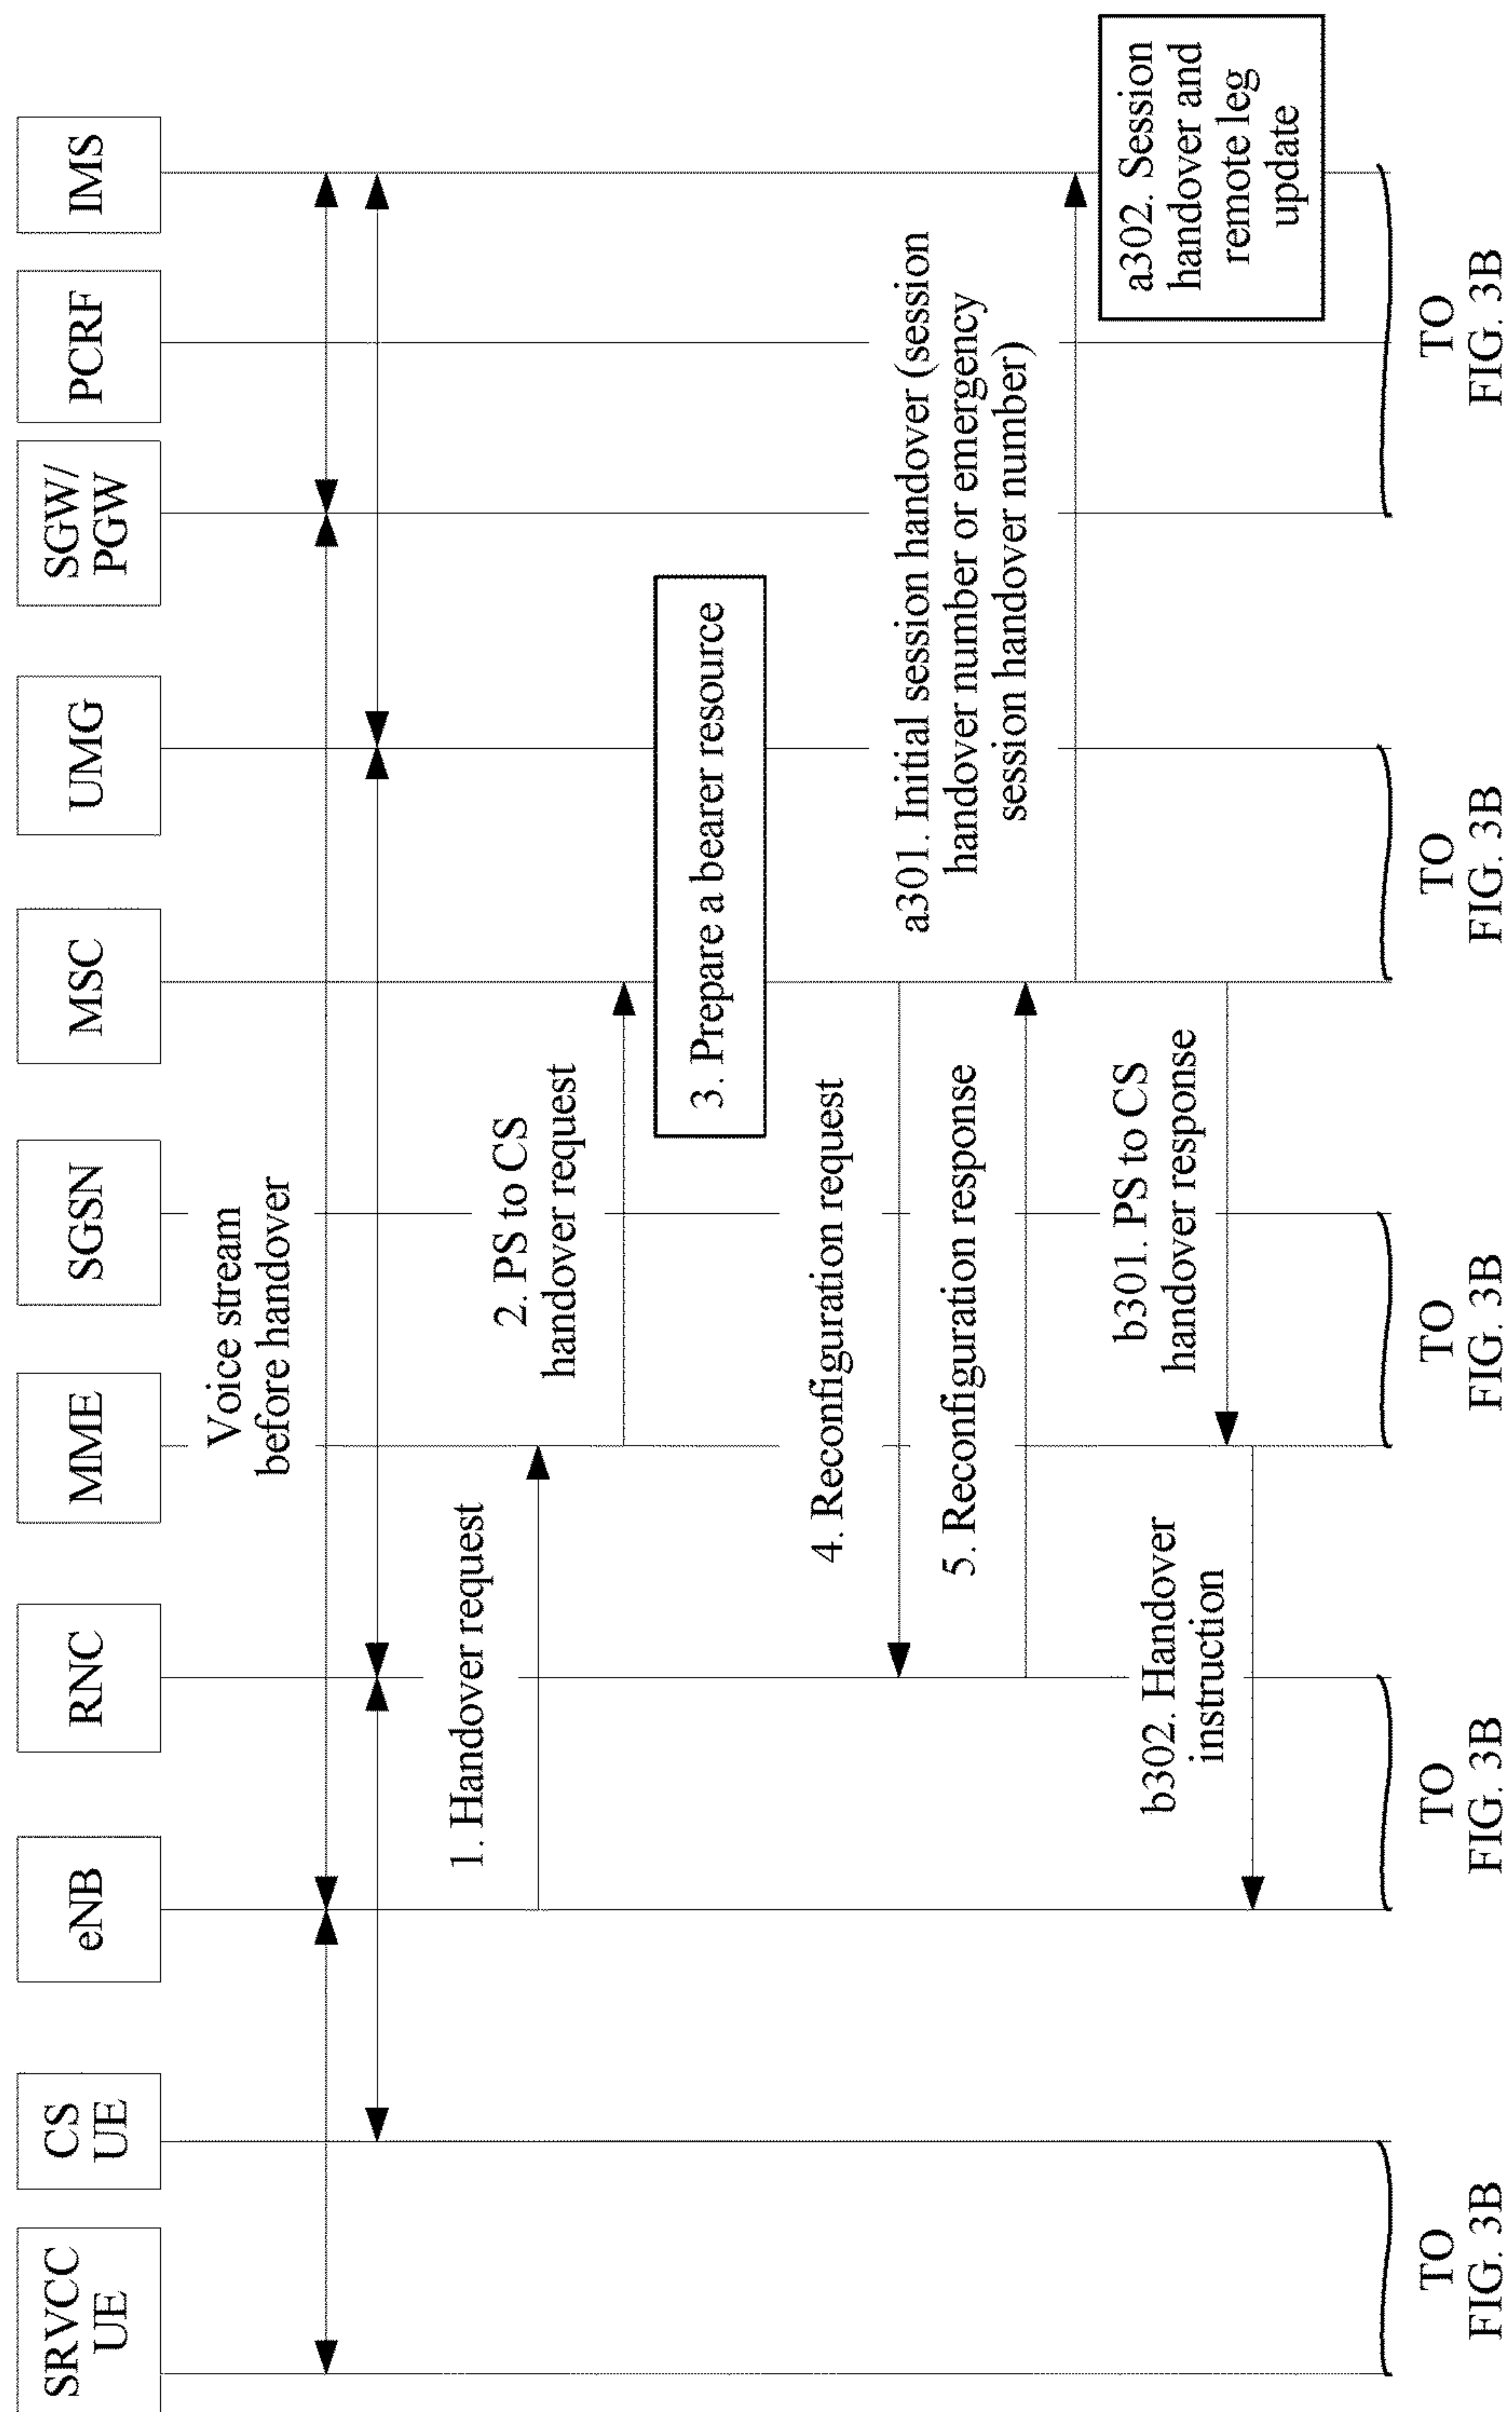 SRVCC
UE
CS
UE
eNB
RNC
MME
SGSN
MSC
UMG
SGW/
PGW
PCRF
IMS
Voice stream
before handover
1. Handover request
2. PS to CS
handover request
3. Prepare a bearer resource
4. Reconfiguration request
5. Reconfiguration response
a301. Initial session handover (session
handover number or emergency
session handover number)
a302. Session
handover and
remote leg
update
b301. PS to CS
handover response
b302. Handover
instruction
TO
FIG. 3B
TO
FIG. 3B
TO
FIG. 3B
TO
FIG. 3B
TO
FIG. 3B